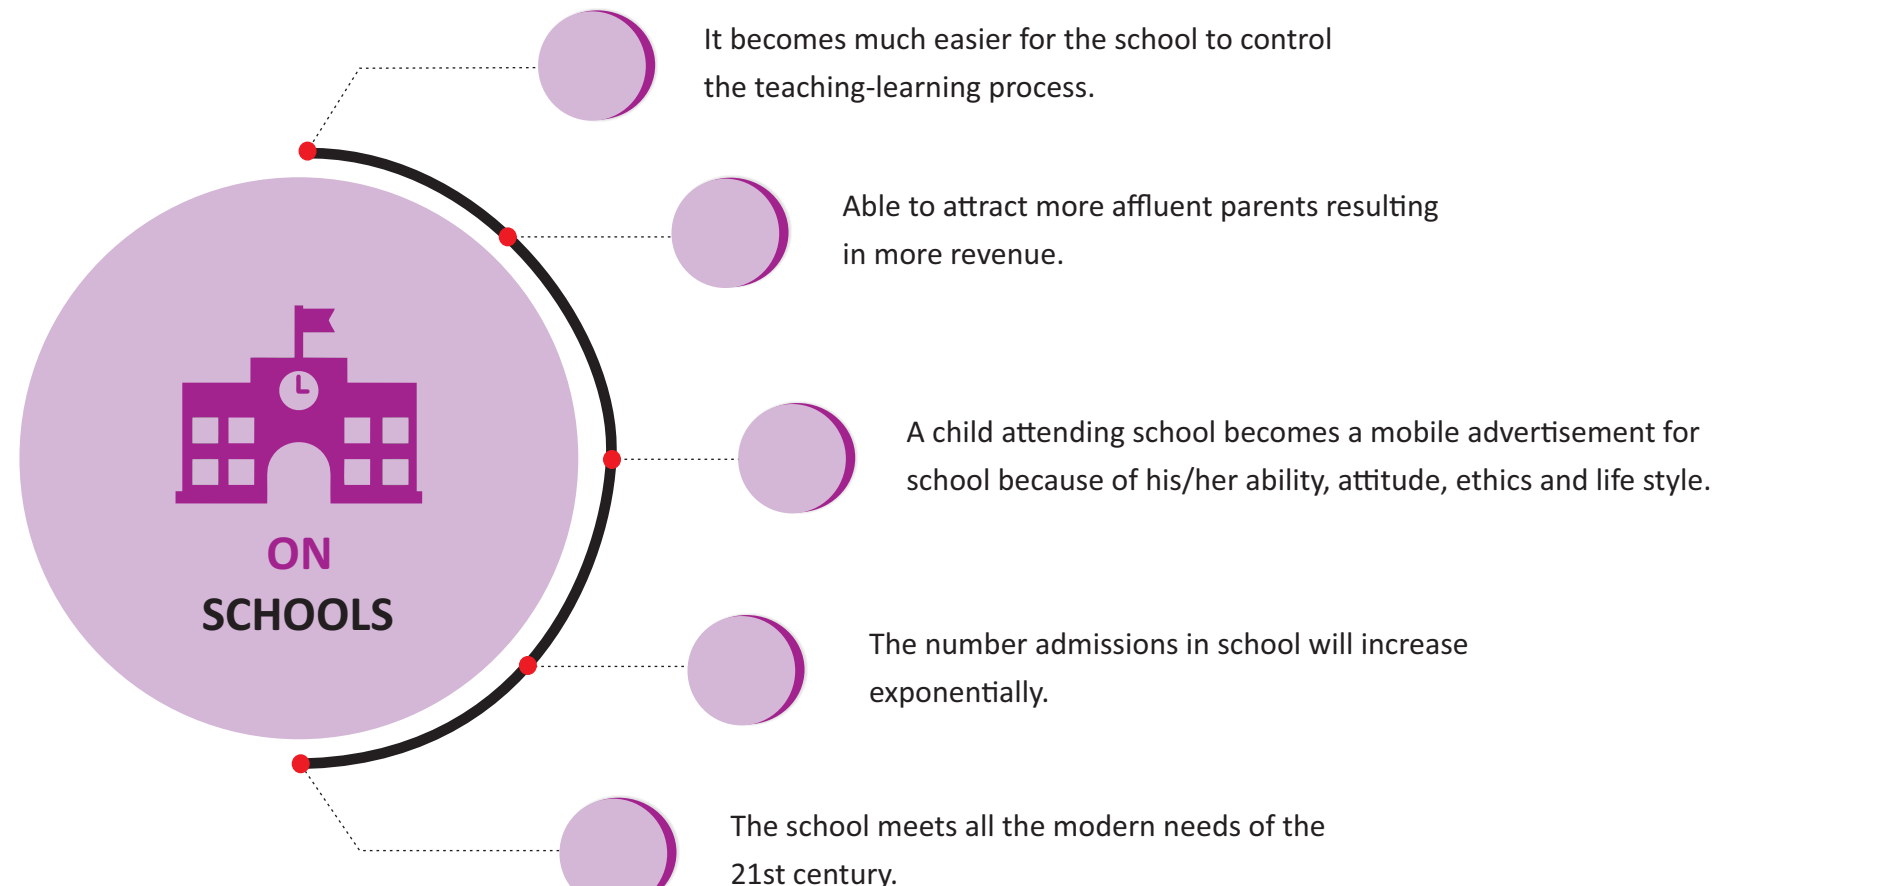 It becomes much easier for the school to control
the teaching-learning process.
Able to attract more affluent parents resulting
in more revenue.
A child attending school becomes a mobile advertisement for
school because of his/her ability, attitude, ethics and life style.
ON
SCHOOLS
The number admissions in school will increase
exponentially.
The school meets all the modern needs of the
21st century.